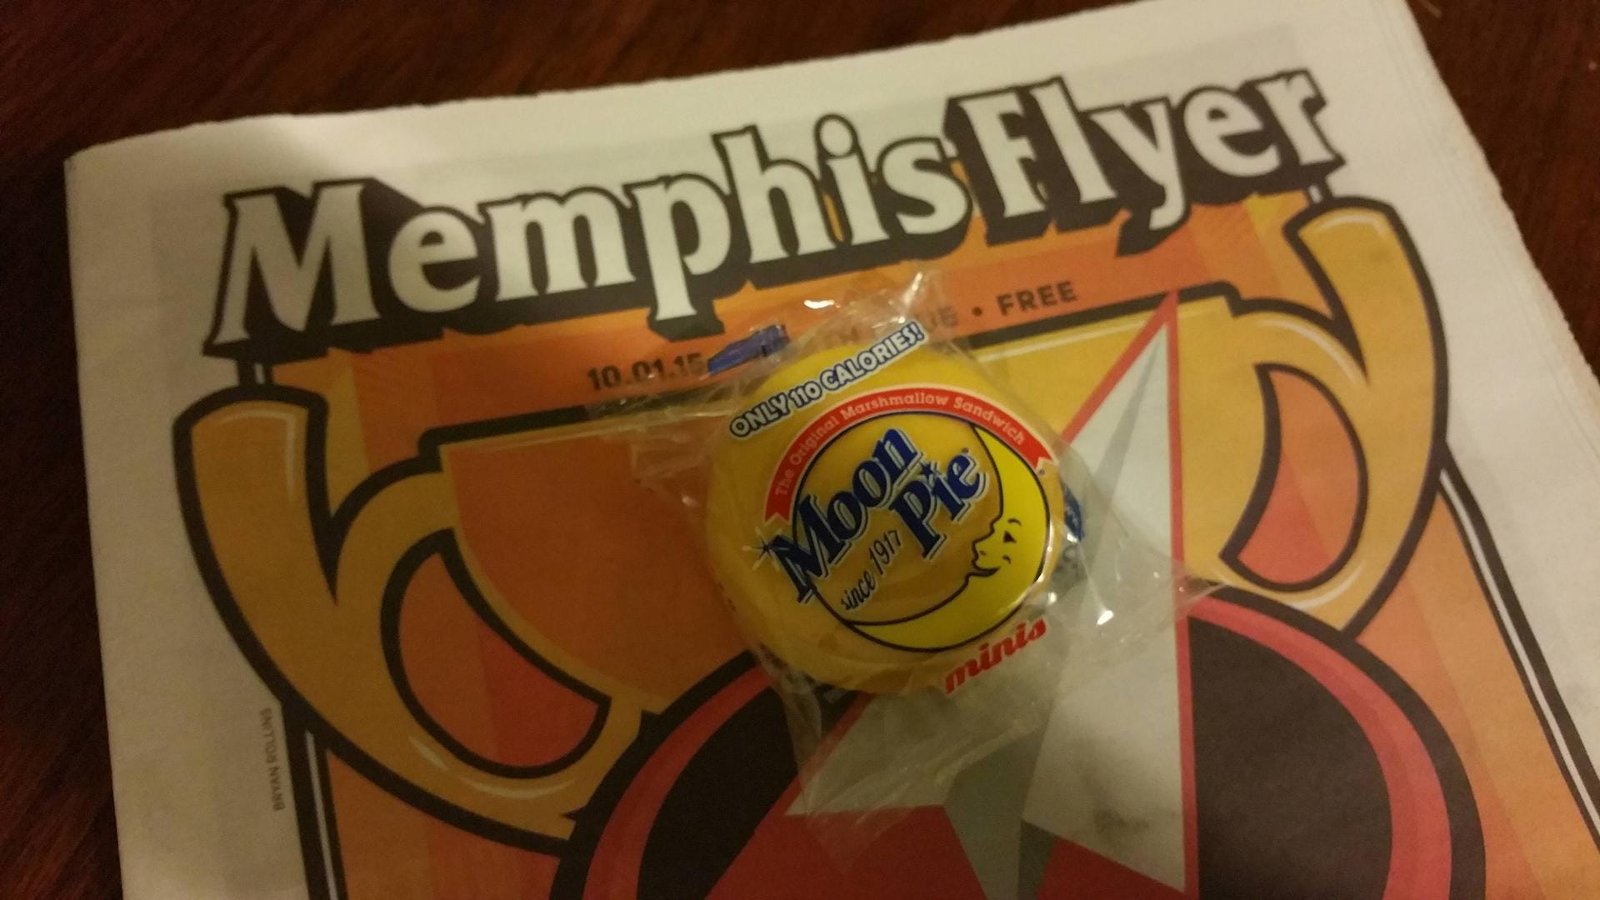 Memphis Flyer
10.01.15
• FREE
ONLY 110 CALORIES!
The Original Marshmallow Sandwich
Moon
Pie
since 1917
minis
BRYAN ROLLINS